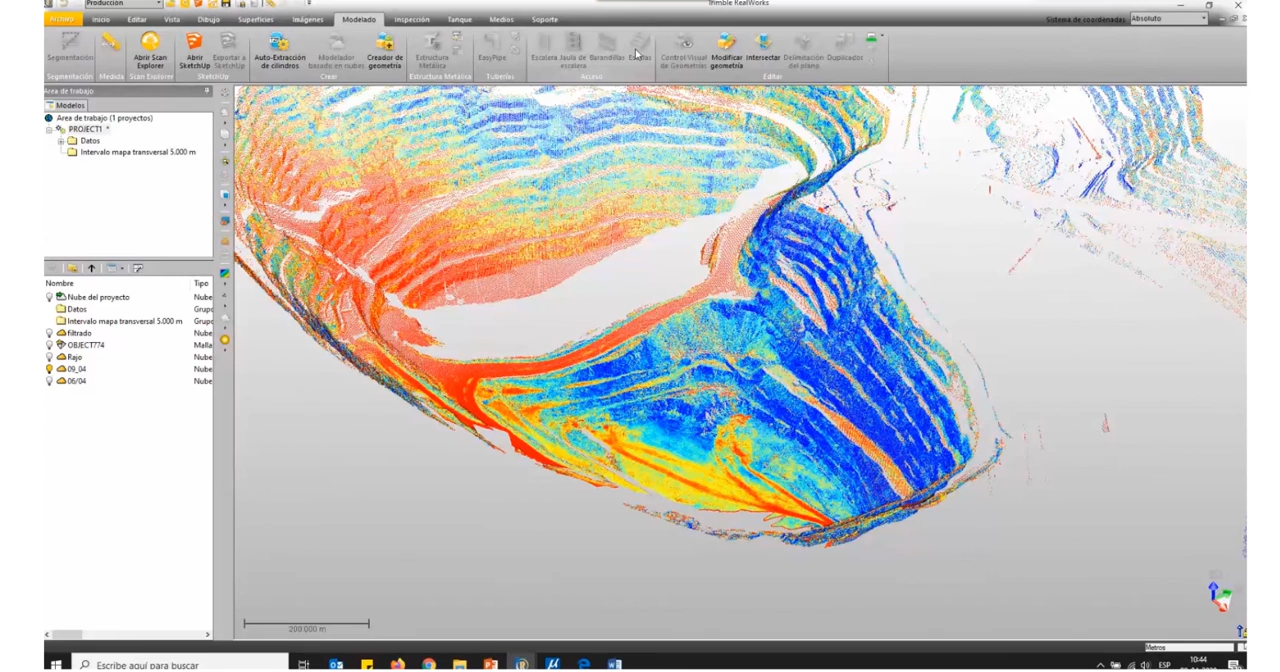 Producción
Trimble RealWorks
Archivo Inicio Editar Vista Dibujo Superficies Imágenes Modelado Inspección Tanque Medios Soporte
Sistema de coordenadas Absoluto
Segmentación Abrir Scan Explorer Abrir SketchUp Exportar a SketchUp Auto-Extracción de cilindros Modelador basado en nubes Creador de geometría Estructura Metálica EasyPipe Escalera Jaula de escalera Barandillas Control Visual de Geometrías Modificar geometría Intersectar Delimitación del plano Duplicador
Segmentación Medida Scan Explorer SketchUp Crear Estructura Metálica Tuberías Acceso Editar
Área de trabajo
Modelos
Área de trabajo (1 proyectos)
PROJECT1 *
Datos
Intervalo mapa transversal 5.000 m
Nombre Tipo
Nube del proyecto Nube
Datos Grupo
Intervalo mapa transversal 5.000 m Grupo
filtrado Nube
OBJECT774 Malla
Rajo Nube
09_04 Nube
06/04 Nube
200.000 m
Metros
Escribe aquí para buscar
ESP
10:44